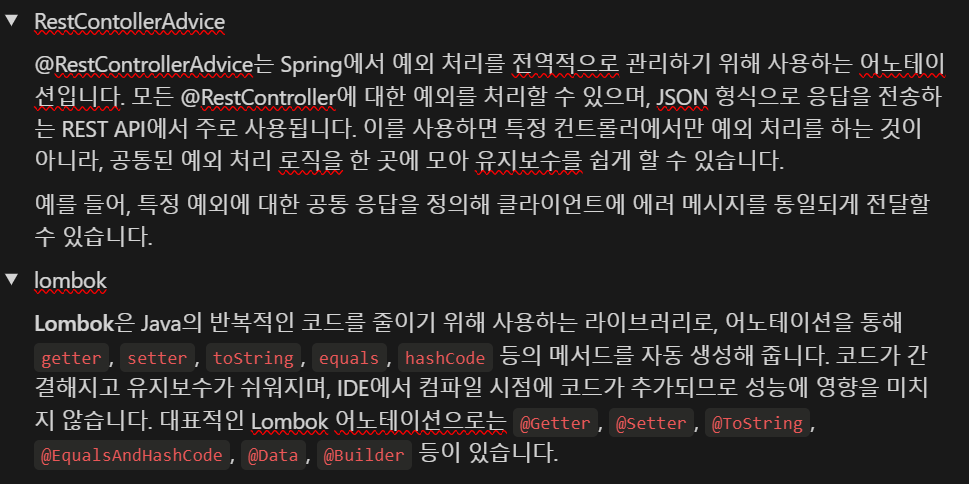 RestContollerAdvice
@RestControllerAdvice는 Spring에서 예외 처리를 전역적으로 관리하기 위해 사용하는 어노테이
션입니다. 모든 @RestController에 대한 예외를 처리할 수 있으며, JSON 형식으로 응답을 전송하
는 REST API에서 주로 사용됩니다. 이를 사용하면 특정 컨트롤러에서만 예외 처리를 하는 것이
아니라, 공통된 예외 처리 로직을 한 곳에 모아 유지보수를 쉽게 할 수 있습니다.
예를 들어, 특정 예외에 대한 공통 응답을 정의해 클라이언트에 에러 메시지를 통일되게 전달할
수 있습니다.
lombok
Lombok은 Java의 반복적인 코드를 줄이기 위해 사용하는 라이브러리로, 어노테이션을 통해
getter, setter, toString, equals, hashCode 등의 메서드를 자동 생성해 줍니다. 코드가 간
결해지고 유지보수가 쉬워지며, IDE에서 컴파일 시점에 코드가 추가되므로 성능에 영향을 미치
지 않습니다. 대표적인 Lombok 어노테이션으로는 @Getter, @Setter, @ToString,
@EqualsAndHashCode, @Data, @Builder 등이 있습니다.